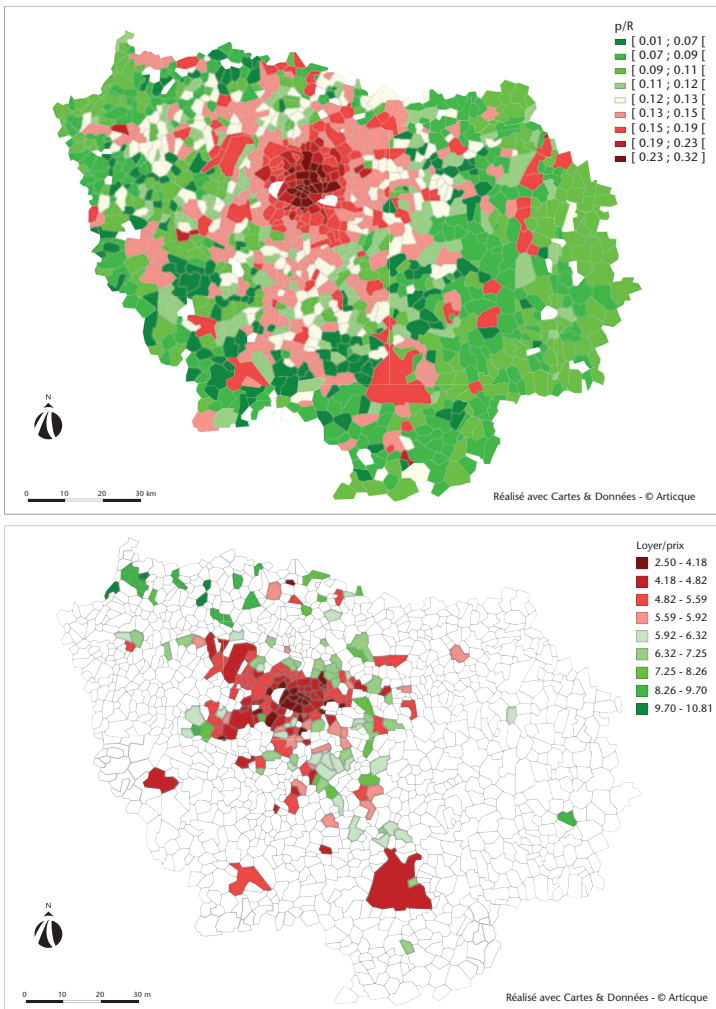 p/R
[ 0.01 ; 0.07 [
[ 0.07 ; 0.09 [
[ 0.09 ; 0.11 [
[ 0.11 ; 0.12 [
[ 0.12 ; 0.13 [
[ 0.13 ; 0.15 [
[ 0.15 ; 0.19 [
[ 0.19 ; 0.23 [
[ 0.23 ; 0.32 ]
N
0 10 20 30 km
Réalisé avec Cartes & Données - © Articque
Loyer/prix
2.50 - 4.18
4.18 - 4.82
4.82 - 5.59
5.59 - 5.92
5.92 - 6.32
6.32 - 7.25
7.25 - 8.26
8.26 - 9.70
9.70 - 10.81
N
0 10 20 30 m
Réalisé avec Cartes & Données - © Articque